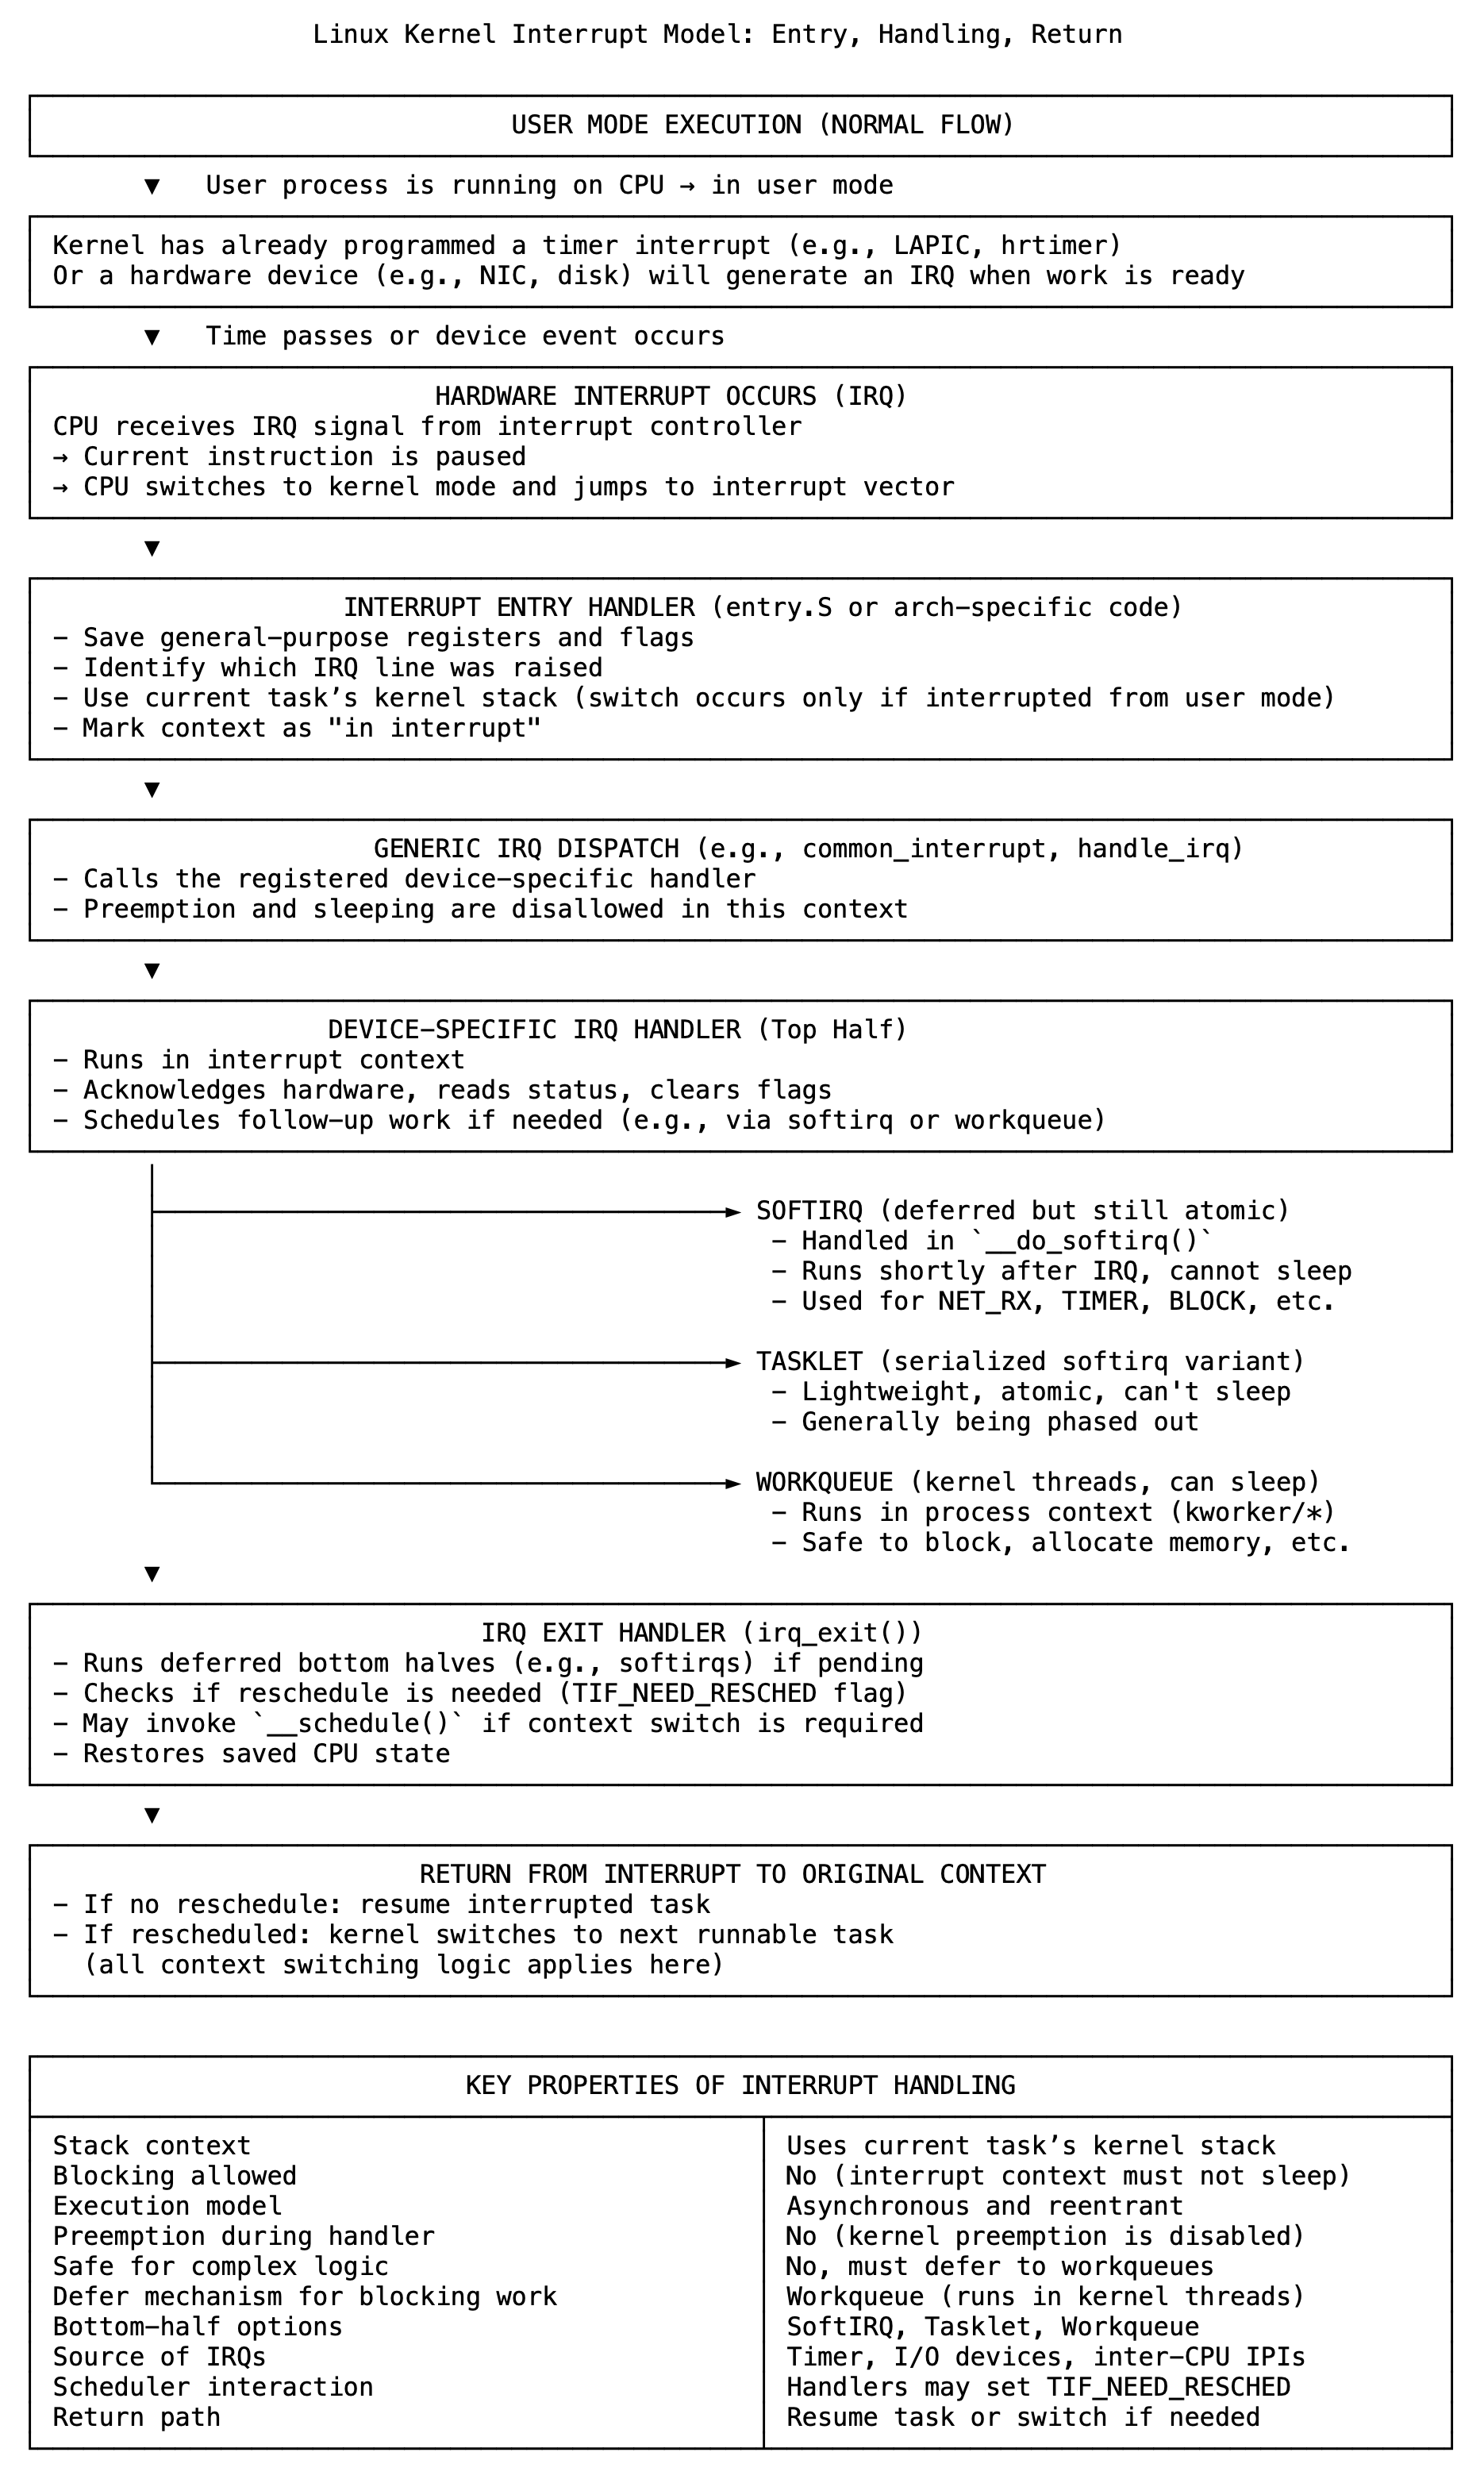 Linux Kernel Interrupt Model: Entry, Handling, Return
USER MODE EXECUTION (NORMAL FLOW)
▼ User process is running on CPU → in user mode
Kernel has already programmed a timer interrupt (e.g., LAPIC, hrtimer)
Or a hardware device (e.g., NIC, disk) will generate an IRQ when work is ready
▼ Time passes or device event occurs
HARDWARE INTERRUPT OCCURS (IRQ)
CPU receives IRQ signal from interrupt controller
→ Current instruction is paused
→ CPU switches to kernel mode and jumps to interrupt vector
▼
INTERRUPT ENTRY HANDLER (entry.S or arch-specific code)
- Save general-purpose registers and flags
- Identify which IRQ line was raised
- Use current task’s kernel stack (switch occurs only if interrupted from user mode)
- Mark context as "in interrupt"
▼
GENERIC IRQ DISPATCH (e.g., common_interrupt, handle_irq)
- Calls the registered device-specific handler
- Preemption and sleeping are disallowed in this context
▼
DEVICE-SPECIFIC IRQ HANDLER (Top Half)
- Runs in interrupt context
- Acknowledges hardware, reads status, clears flags
- Schedules follow-up work if needed (e.g., via softirq or workqueue)
SOFTIRQ (deferred but still atomic)
- Handled in `__do_softirq()`
- Runs shortly after IRQ, cannot sleep
- Used for NET_RX, TIMER, BLOCK, etc.
TASKLET (serialized softirq variant)
- Lightweight, atomic, can't sleep
- Generally being phased out
WORKQUEUE (kernel threads, can sleep)
- Runs in process context (kworker/*)
- Safe to block, allocate memory, etc.
▼
IRQ EXIT HANDLER (irq_exit())
- Runs deferred bottom halves (e.g., softirqs) if pending
- Checks if reschedule is needed (TIF_NEED_RESCHED flag)
- May invoke `__schedule()` if context switch is required
- Restores saved CPU state
▼
RETURN FROM INTERRUPT TO ORIGINAL CONTEXT
- If no reschedule: resume interrupted task
- If rescheduled: kernel switches to next runnable task
(all context switching logic applies here)
KEY PROPERTIES OF INTERRUPT HANDLING
Stack context Uses current task’s kernel stack
Blocking allowed No (interrupt context must not sleep)
Execution model Asynchronous and reentrant
Preemption during handler No (kernel preemption is disabled)
Safe for complex logic No, must defer to workqueues
Defer mechanism for blocking work Workqueue (runs in kernel threads)
Bottom-half options SoftIRQ, Tasklet, Workqueue
Source of IRQs Timer, I/O devices, inter-CPU IPIs
Scheduler interaction Handlers may set TIF_NEED_RESCHED
Return path Resume task or switch if needed